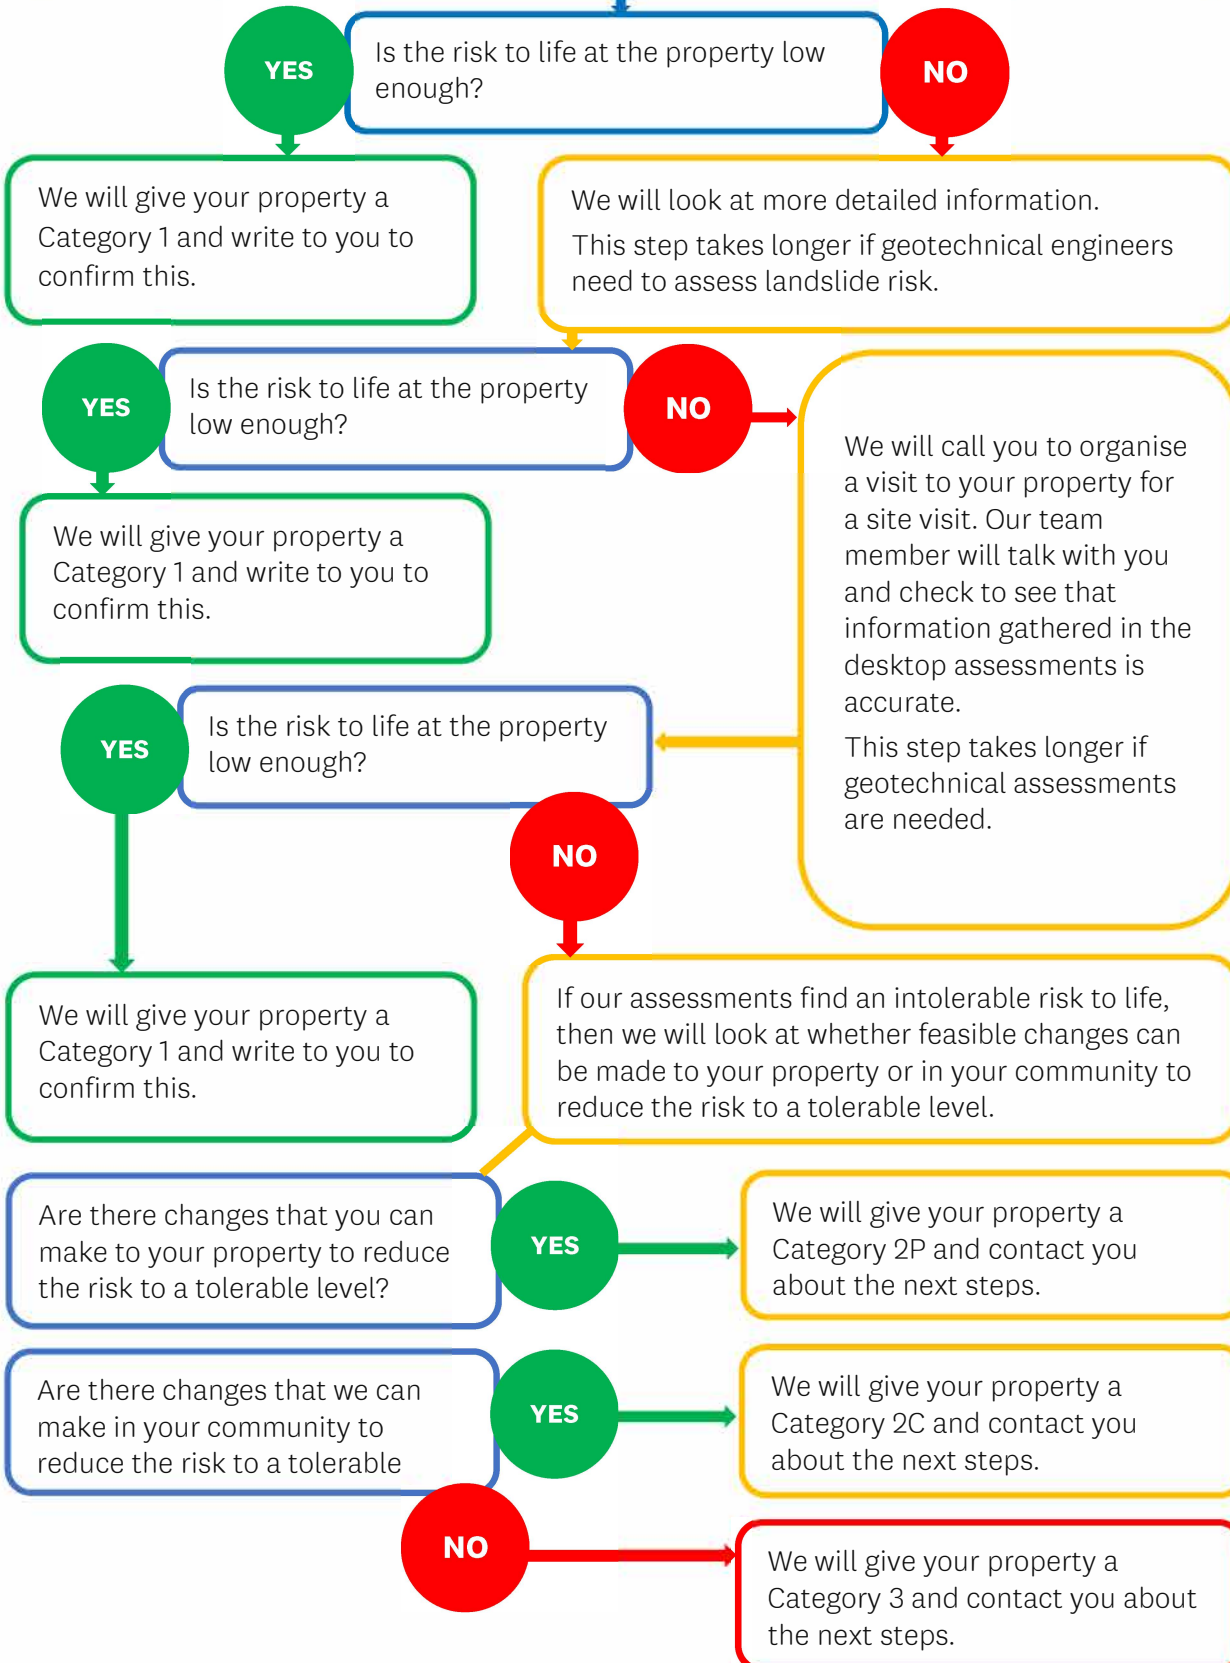 YES
Is the risk to life at the property low
enough?
NO
We will give your property a
Category 1 and write to you to
confirm this.
We will look at more detailed information.
This step takes longer if geotechnical engineers
need to assess landslide risk.
YES
Is the risk to life at the property
low enough?
NO
We will give your property a
Category 1 and write to you to
confirm this.
We will call you to organise
a visit to your property for
a site visit. Our team
member will talk with you
and check to see that
information gathered in the
desktop assessments is
accurate.
This step takes longer if
geotechnical assessments
are needed.
YES
Is the risk to life at the property
low enough?
NO
We will give your property a
Category 1 and write to you to
confirm this.
If our assessments find an intolerable risk to life,
then we will look at whether feasible changes can
be made to your property or in your community to
reduce the risk to a tolerable level.
Are there changes that you can
make to your property to reduce
the risk to a tolerable level?
YES
We will give your property a
Category 2P and contact you
about the next steps.
Are there changes that we can
make in your community to
reduce the risk to a tolerable
YES
We will give your property a
Category 2C and contact you
about the next steps.
NO
We will give your property a
Category 3 and contact you about
the next steps.